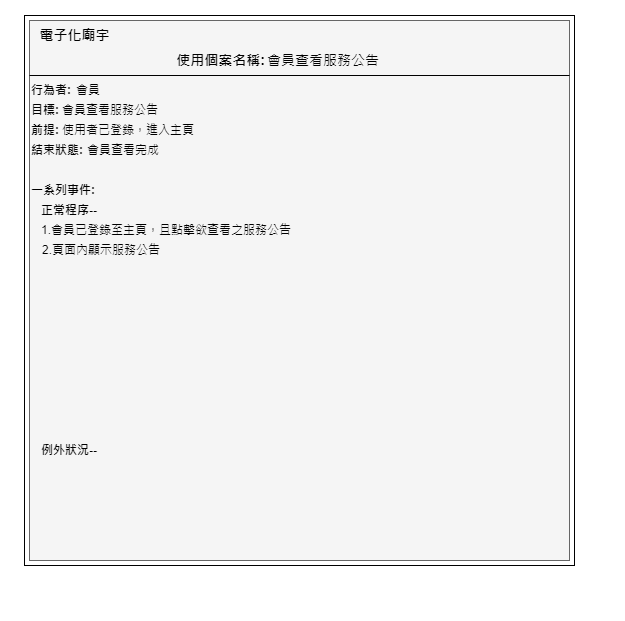 電子化廟宇
使用個案名稱: 會員查看服務公告
行為者: 會員
目標: 會員查看服務公告
前提: 使用者已登錄，進入主頁
結束狀態: 會員查看完成
一系列事件:
正常程序--
1.會員已登錄至主頁，且點擊欲查看之服務公告
2.頁面內顯示服務公告
例外狀況--